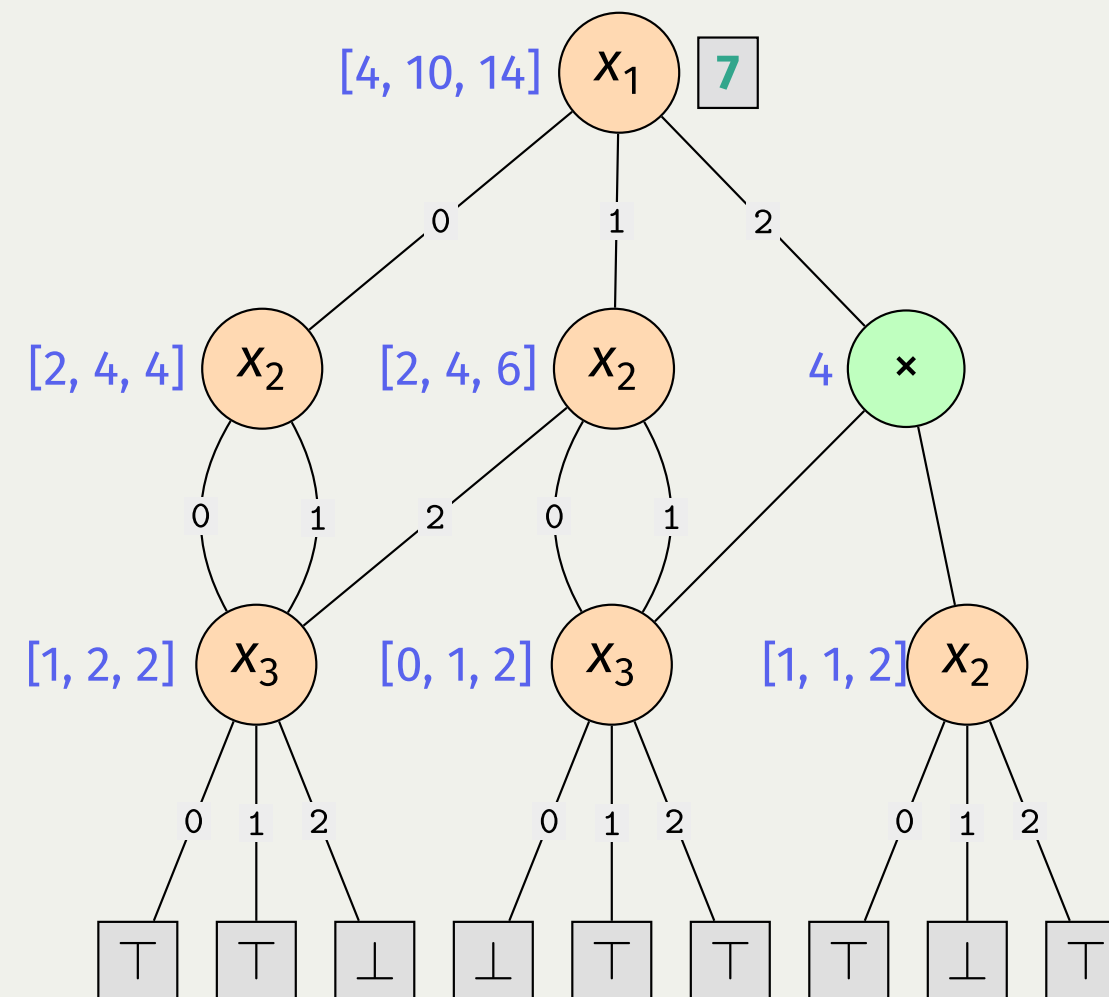 [4, 10, 14] x₁ 7
0 1 2
[2, 4, 4] x₂ [2, 4, 6] x₂ 4 ×
0 1 2 0 1
[1, 2, 2] x₃ [0, 1, 2] x₃ [1, 1, 2] x₂
0 1 2 0 1 2 0 1 2
⊤ ⊤ ⊥ ⊥ ⊤ ⊤ ⊤ ⊥ ⊤